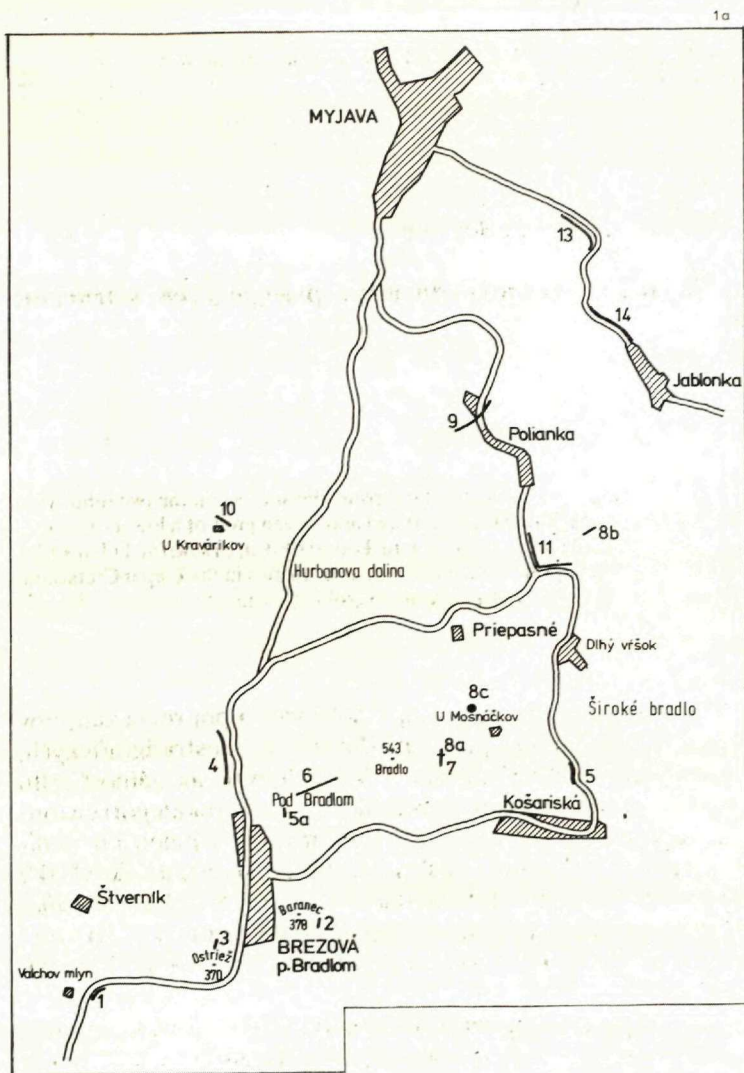 1a
MYJAVA
13
14
Jablonka
9
Polianka
10
U Kravárikov
8b
11
Hurbanova dolina
Priepasné
Dlhý vŕšok
8c
U Mosnáčkov
Široké bradlo
4
543
Bradlo
8a
7
6
Pod Bradlom
5a
5
Košariská
Štverník
Baranec
378
2
3
Ostriež
370
BREZOVÁ
p. Bradlom
Valchov mlyn
1